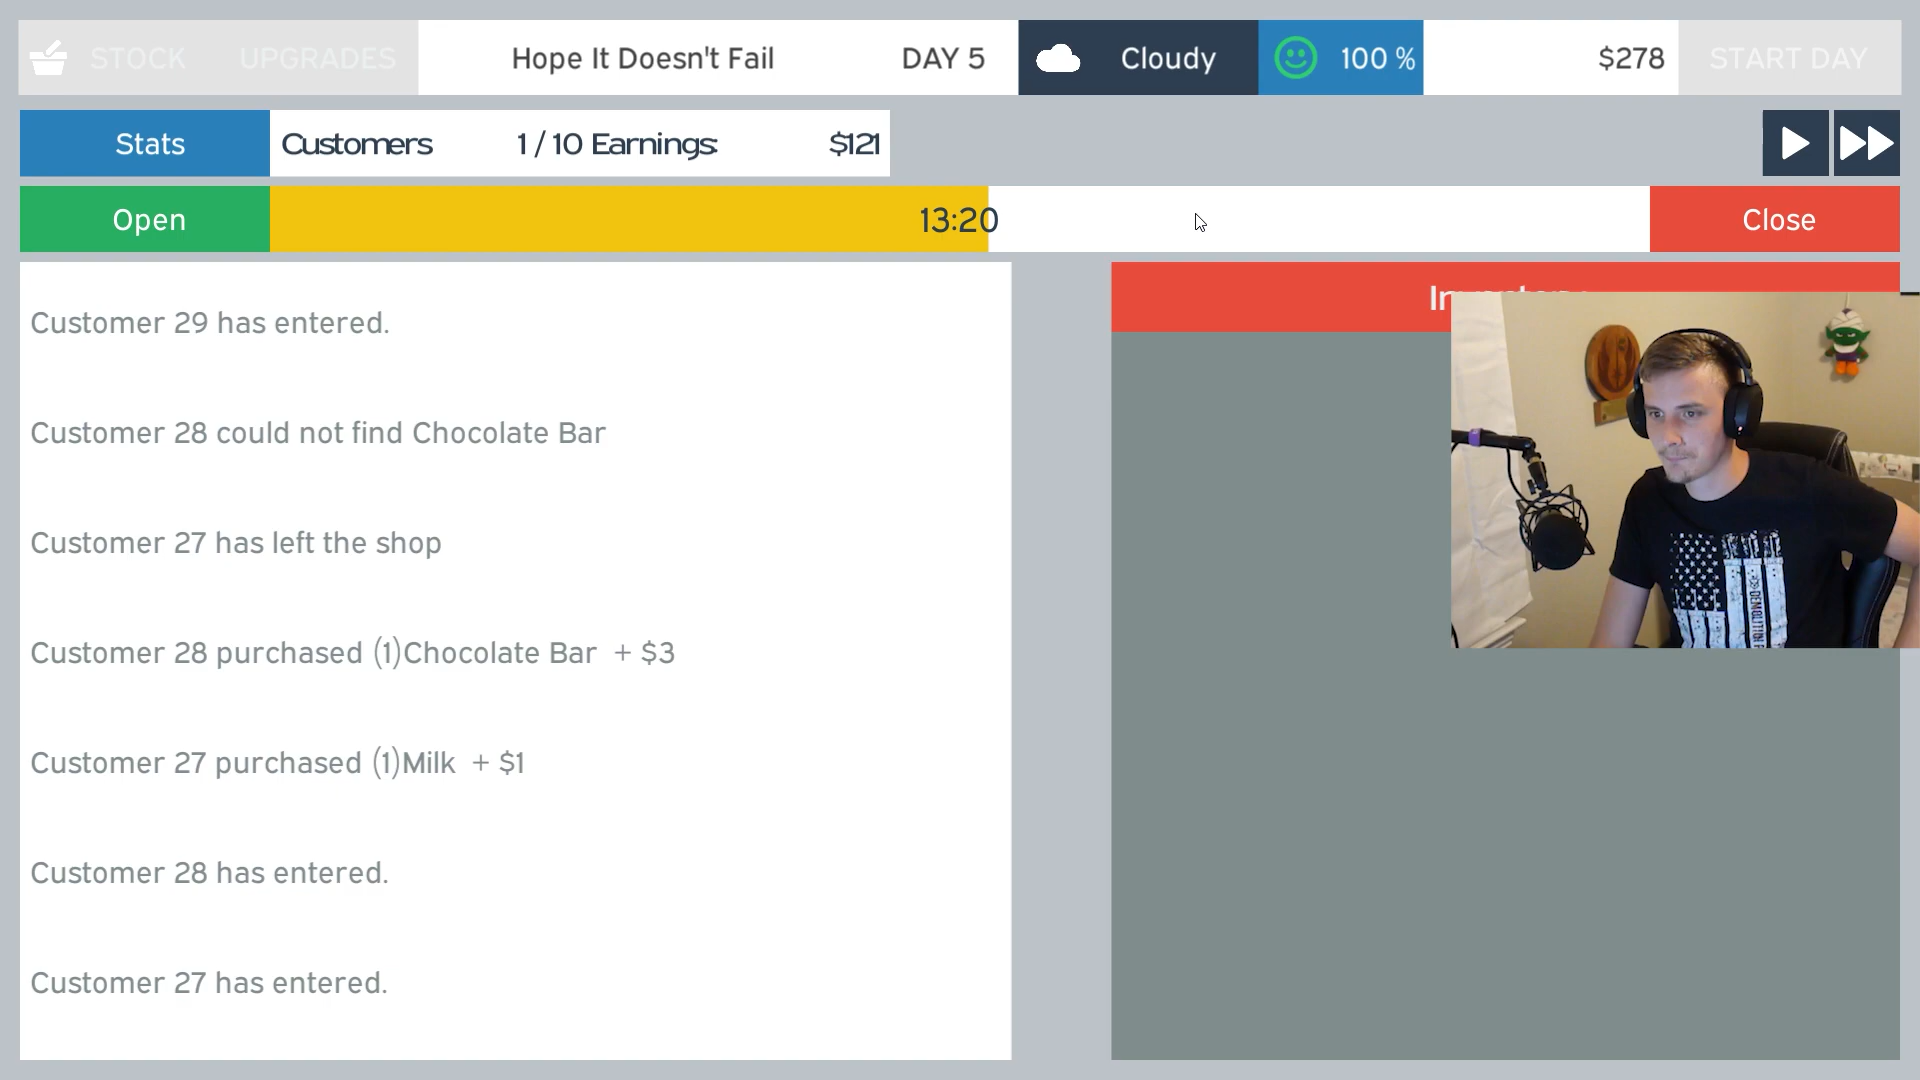 STOCK
UPGRADES
Hope It Doesn't Fail
DAY 5
Cloudy
100 %
$278
START DAY
Stats
Customers 1 / 10 Earnings: $121
Open
13:20
Close
Customer 29 has entered.
Customer 28 could not find Chocolate Bar
Customer 27 has left the shop
Customer 28 purchased (1)Chocolate Bar + $3
Customer 27 purchased (1)Milk + $1
Customer 28 has entered.
Customer 27 has entered.